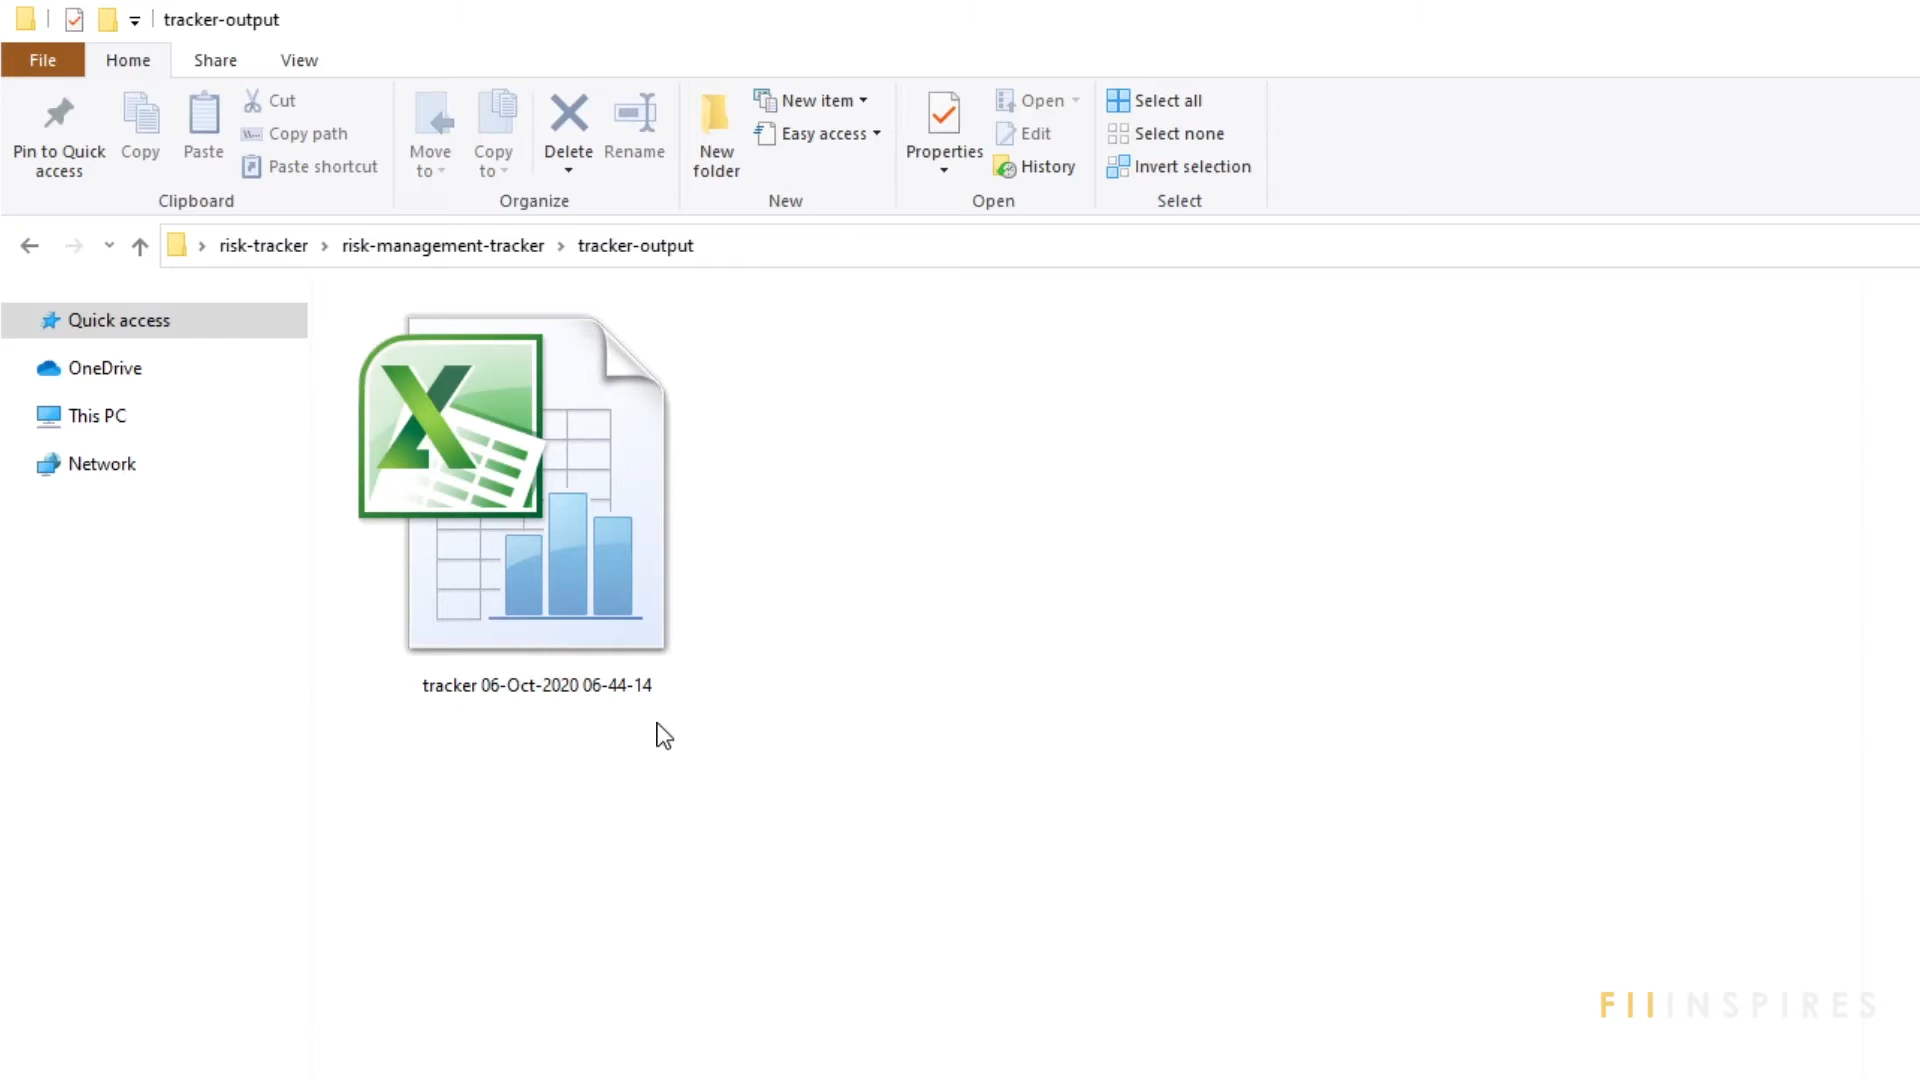 tracker-output
File Home Share View
Pin to Quick access
Copy
Paste
Cut
Copy path
Paste shortcut
Clipboard
Move to
Copy to
Delete
Rename
Organize
New folder
New item
Easy access
New
Properties
Open
Edit
History
Open
Select all
Select none
Invert selection
Select
risk-tracker > risk-management-tracker > tracker-output
Quick access
OneDrive
This PC
Network
tracker 06-Oct-2020 06-44-14
FIIINSPIRES